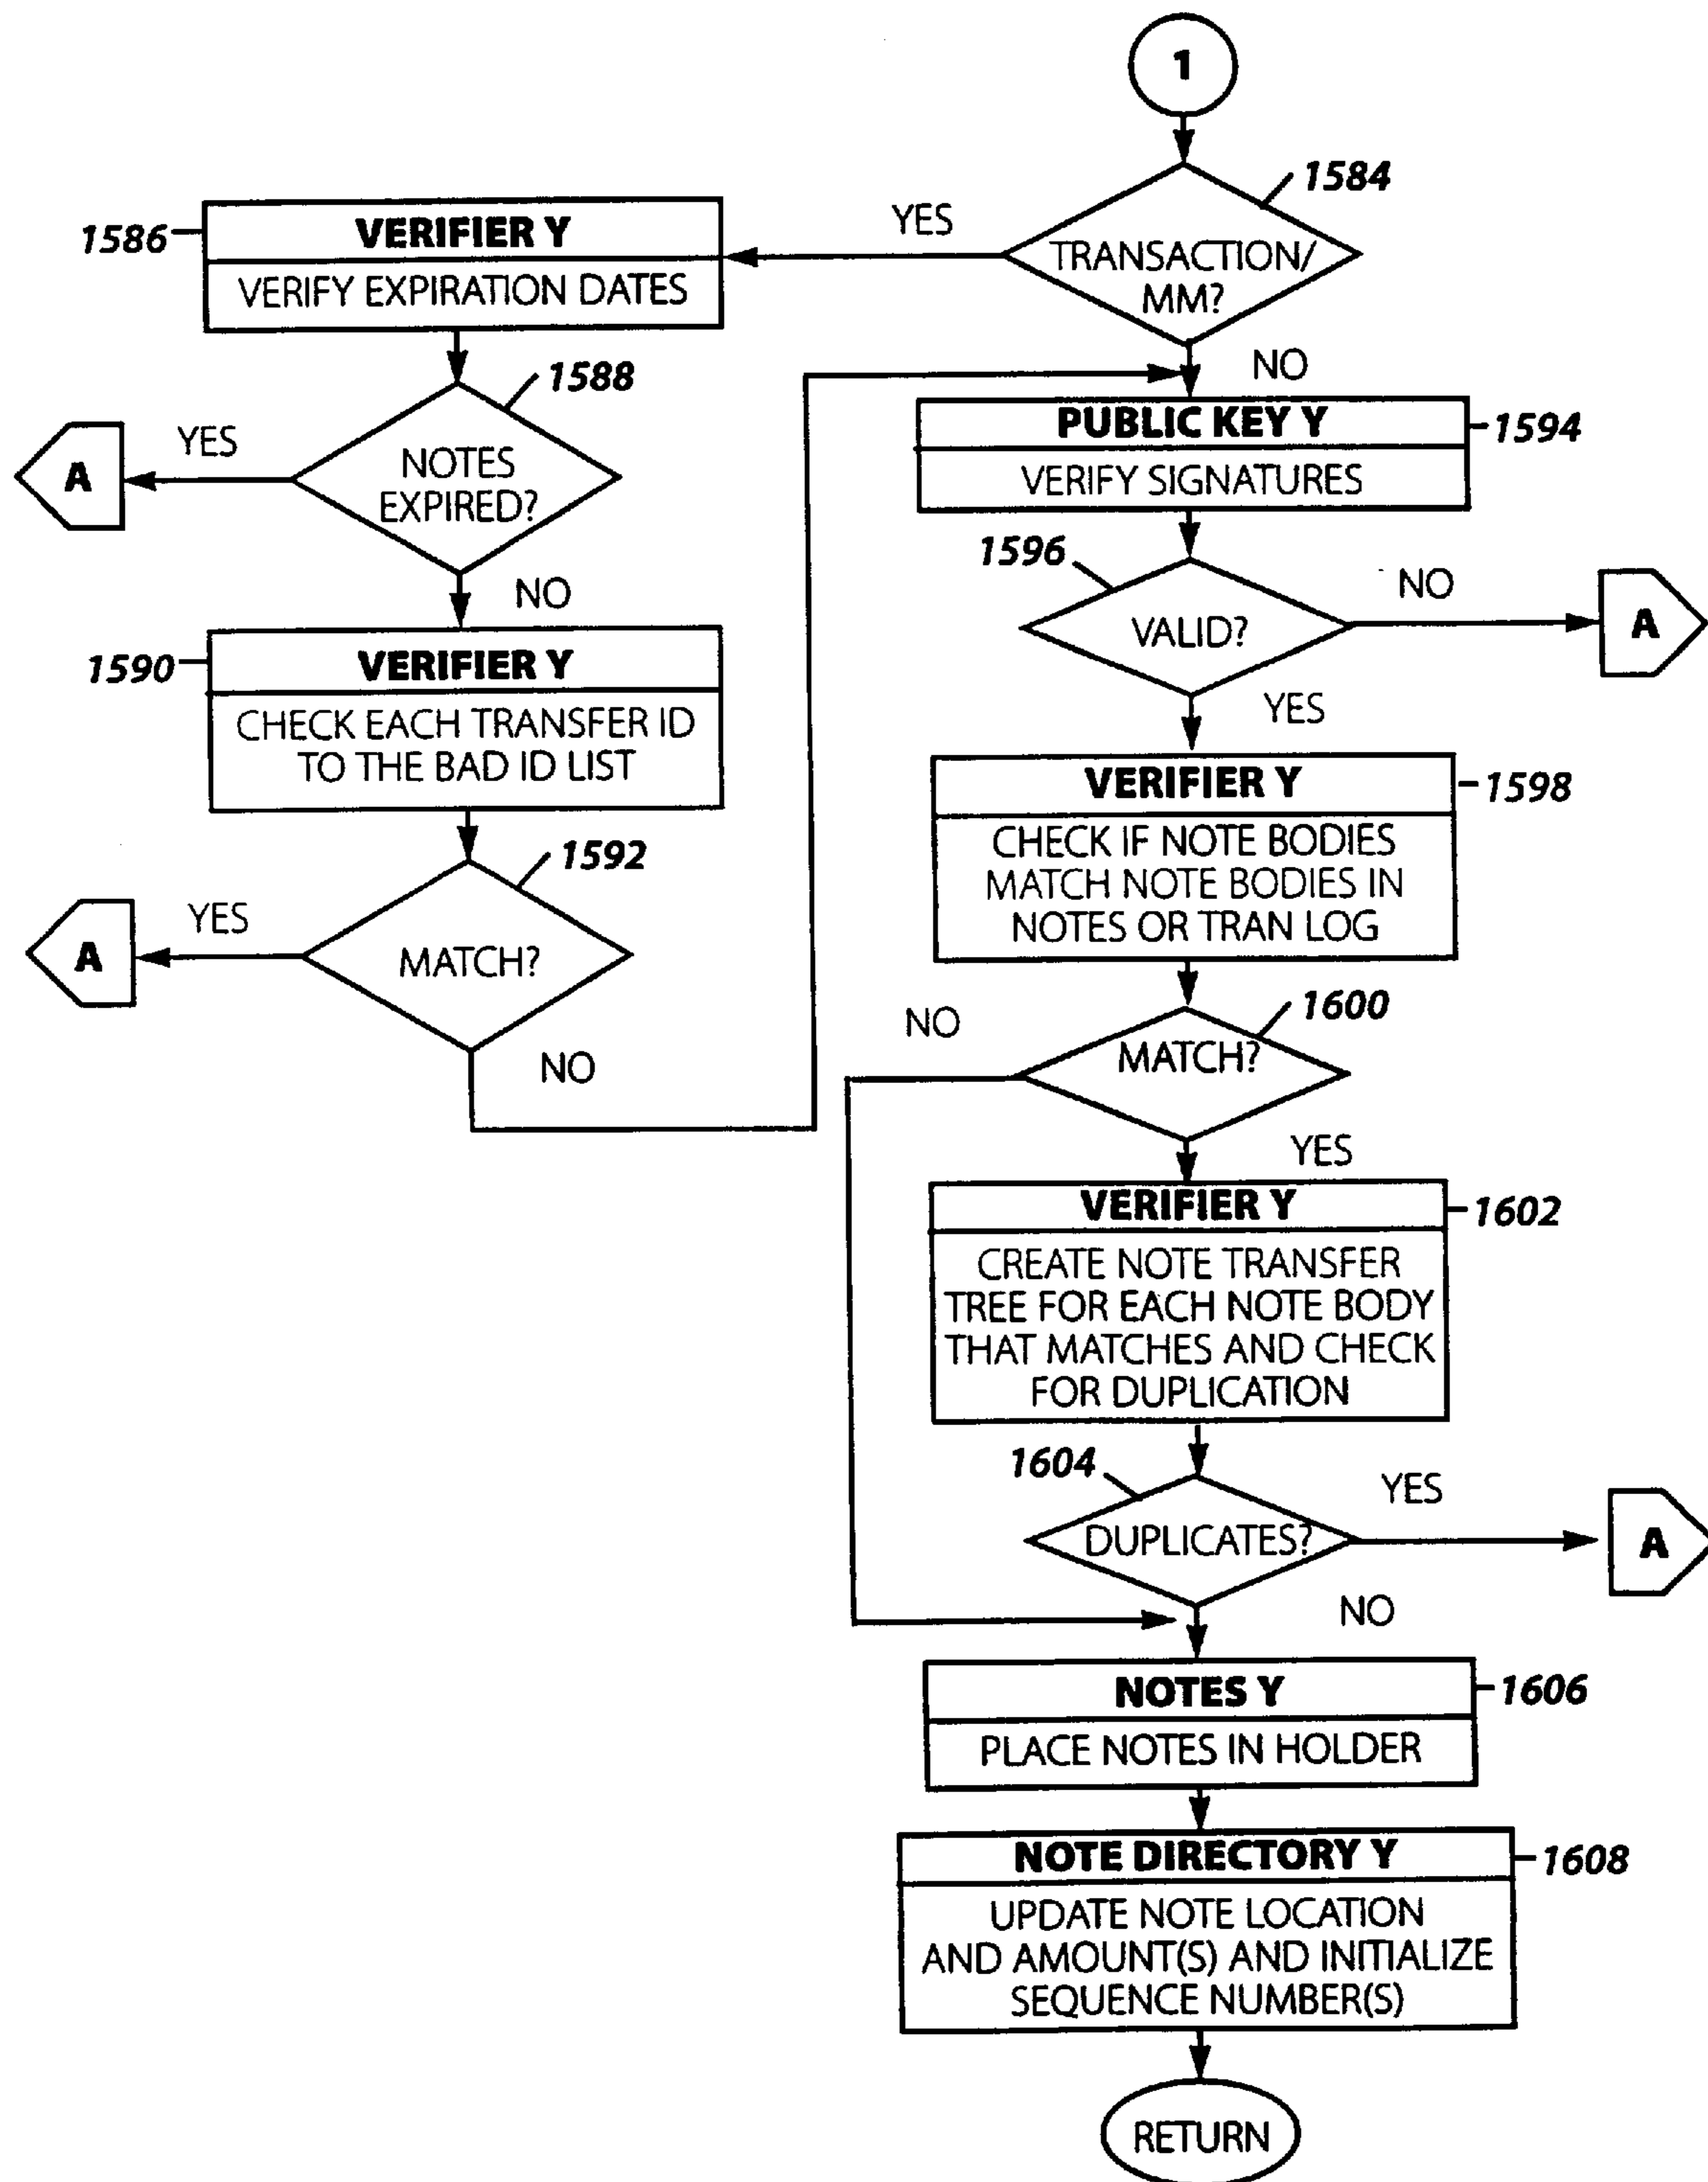 1
1584
TRANSACTION/
MM?
YES
NO
1586
VERIFIER Y
VERIFY EXPIRATION DATES
1588
NOTES
EXPIRED?
YES
A
NO
1590
VERIFIER Y
CHECK EACH TRANSFER ID
TO THE BAD ID LIST
1592
MATCH?
YES
A
NO
PUBLIC KEY Y
1594
VERIFY SIGNATURES
1596
VALID?
NO
A
YES
VERIFIER Y
1598
CHECK IF NOTE BODIES
MATCH NOTE BODIES IN
NOTES OR TRAN LOG
1600
MATCH?
NO
YES
VERIFIER Y
1602
CREATE NOTE TRANSFER
TREE FOR EACH NOTE BODY
THAT MATCHES AND CHECK
FOR DUPLICATION
1604
DUPLICATES?
YES
A
NO
NOTES Y
1606
PLACE NOTES IN HOLDER
NOTE DIRECTORY Y
1608
UPDATE NOTE LOCATION
AND AMOUNT(S) AND INITIALIZE
SEQUENCE NUMBER(S)
RETURN